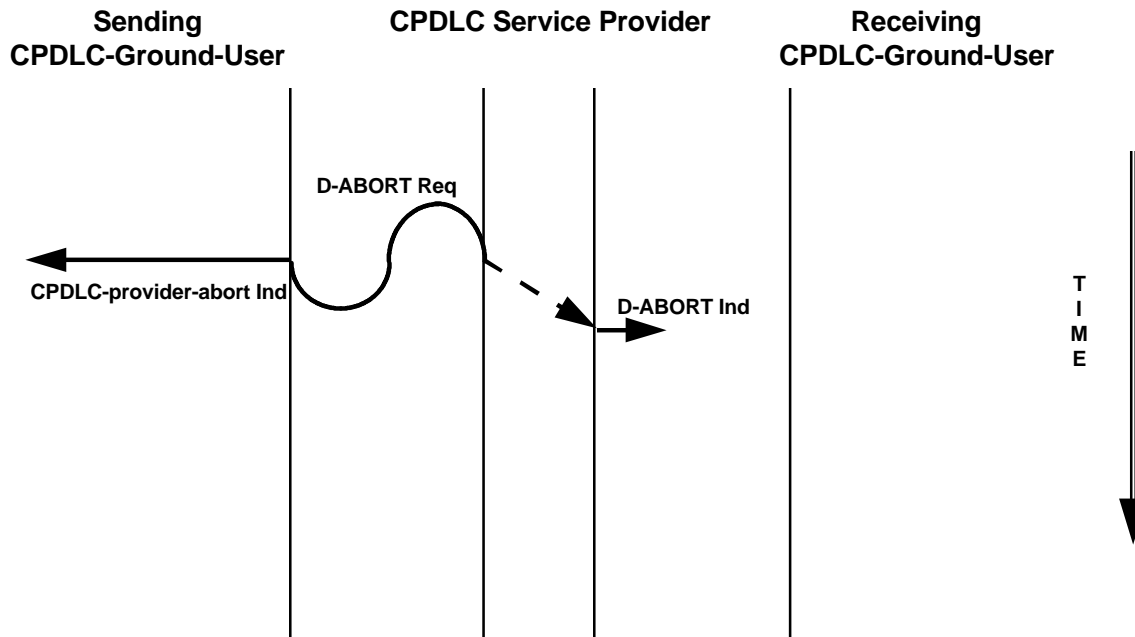 Sending
CPDLC-Ground-User
CPDLC Service Provider
Receiving
CPDLC-Ground-User
D-ABORT Req
CPDLC-provider-abort Ind
D-ABORT Ind
T
I
M
E